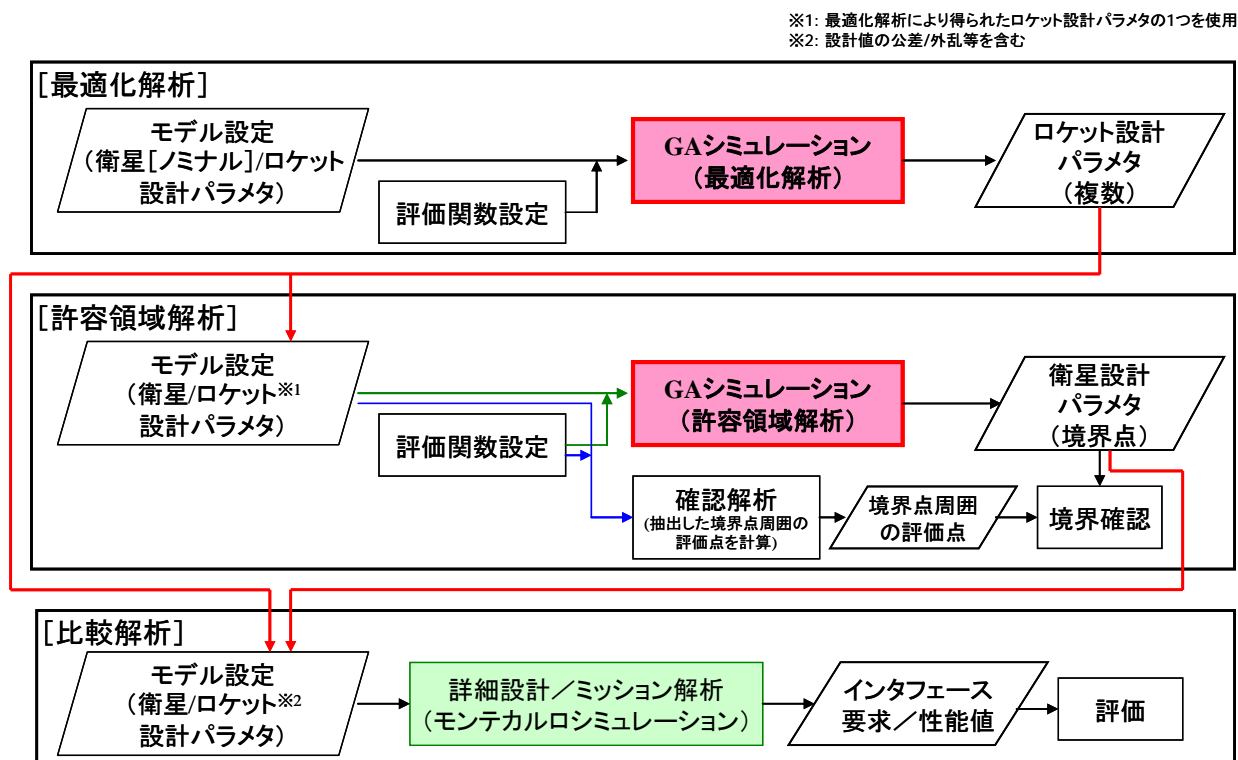 ※1: 最適化解析により得られたロケット設計パラメタの1つを使用
※2: 設計値の公差/外乱等を含む
[最適化解析]
モデル設定
(衛星[ノミナル]/ロケット
設計パラメタ)
評価関数設定
GAシミュレーション
(最適化解析)
ロケット設計
パラメタ
(複数)
[許容領域解析]
モデル設定
(衛星/ロケット※1
設計パラメタ)
評価関数設定
GAシミュレーション
(許容領域解析)
衛星設計
パラメタ
(境界点)
確認解析
(抽出した境界点周囲の
評価点を計算)
境界点周囲
の評価点
境界確認
[比較解析]
モデル設定
(衛星/ロケット※2
設計パラメタ)
詳細設計/ミッション解析
(モンテカルロシミュレーション)
インタフェース
要求/性能値
評価